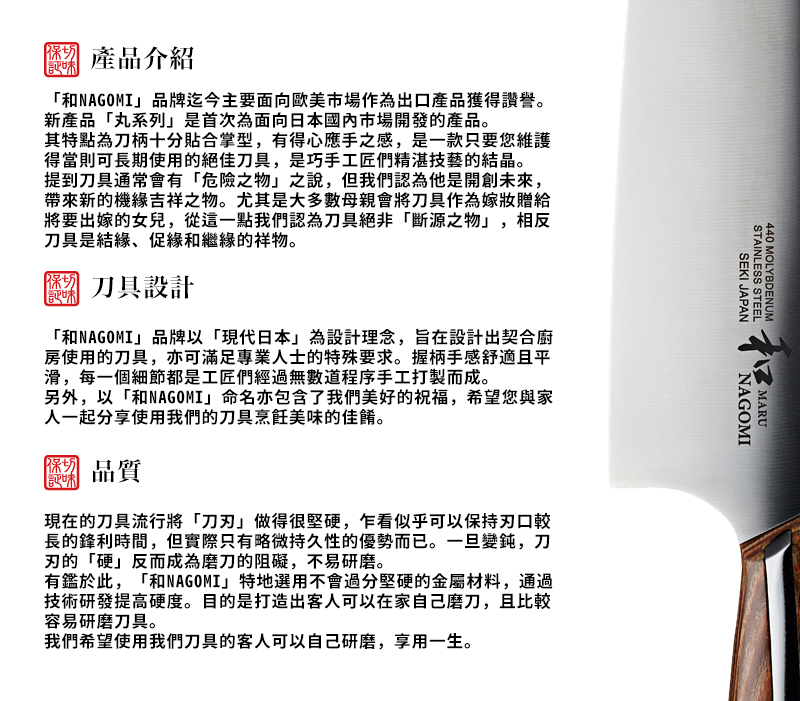 保切
証味
產品介紹
「和NAGOMI」品牌迄今主要面向歐美市場作為出口產品獲得讚譽。
新產品「丸系列」是首次為面向日本國內市場開發的產品。
其特點為刀柄十分貼合掌型，有得心應手之感，是一款只要您維護
得當則可長期使用的絕佳刀具，是巧手工匠們精湛技藝的結晶。
提到刀具通常會有「危險之物」之說，但我們認為他是開創未來，
帶來新的機緣吉祥之物。尤其是大多數母親會將刀具作為嫁妝贈給
將要出嫁的女兒，從這一點我們認為刀具絕非「斷源之物」，相反
刀具是結緣、促緣和繼緣的祥物。
保切
証味
刀具設計
「和NAGOMI」品牌以「現代日本」為設計理念，旨在設計出契合廚
房使用的刀具，亦可滿足專業人士的特殊要求。握柄手感舒適且平
滑，每一個細節都是工匠們經過無數道程序手工打製而成。
另外，以「和NAGOMI」命名亦包含了我們美好的祝福，希望您與家
人一起分享使用我們的刀具烹飪美味的佳餚。
保切
証味
品質
現在的刀具流行將「刀刃」做得很堅硬，乍看似乎可以保持刃口較
長的鋒利時間，但實際只有略微持久性的優勢而已。一旦變鈍，刀
刃的「硬」反而成為磨刀的阻礙，不易研磨。
有鑑於此，「和NAGOMI」特地選用不會過分堅硬的金屬材料，通過
技術研發提高硬度。目的是打造出客人可以在家自己磨刀，且比較
容易研磨刀具。
我們希望使用我們刀具的客人可以自己研磨，享用一生。
440 MOLYBDENUM
STAINLESS STEEL
SEKI JAPAN
和
MARU
NAGOMI